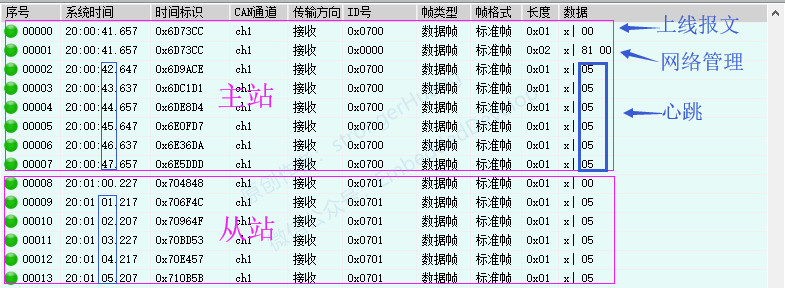 序号 系统时间 时间标识 CAN通道 传输方向 ID号 帧类型 帧格式 长度 数据
00000 20:00:41.657 0x6D73CC ch1 接收 0x0700 数据帧 标准帧 0x01 x| 00 上线报文
00001 20:00:41.657 0x6D73CC ch1 接收 0x0000 数据帧 标准帧 0x02 x| 81 00 网络管理
00002 20:00:42.647 0x6D9ACE ch1 接收 0x0700 数据帧 标准帧 0x01 x| 05
00003 20:00:43.637 0x6DC1D1 ch1 接收 0x0700 数据帧 标准帧 0x01 x| 05
主站
00004 20:00:44.657 0x6DE8D4 ch1 接收 0x0700 数据帧 标准帧 0x01 x| 05 心跳
00005 20:00:45.647 0x6E0FD7 ch1 接收 0x0700 数据帧 标准帧 0x01 x| 05
00006 20:00:46.637 0x6E36DA ch1 接收 0x0700 数据帧 标准帧 0x01 x| 05
00007 20:00:47.657 0x6E5DDD ch1 接收 0x0700 数据帧 标准帧 0x01 x| 05
00008 20:01:00.227 0x704848 ch1 接收 0x0701 数据帧 标准帧 0x01 x| 00
00009 20:01:01.217 0x706F4C ch1 接收 0x0701 数据帧 标准帧 0x01 x| 05
00010 20:01:02.207 0x70964F ch1 接收 0x0701 数据帧 标准帧 0x01 x| 05
从站
00011 20:01:03.227 0x70BD53 ch1 接收 0x0701 数据帧 标准帧 0x01 x| 05
00012 20:01:04.217 0x70E457 ch1 接收 0x0701 数据帧 标准帧 0x01 x| 05
00013 20:01:05.207 0x710B5B ch1 接收 0x0701 数据帧 标准帧 0x01 x| 05